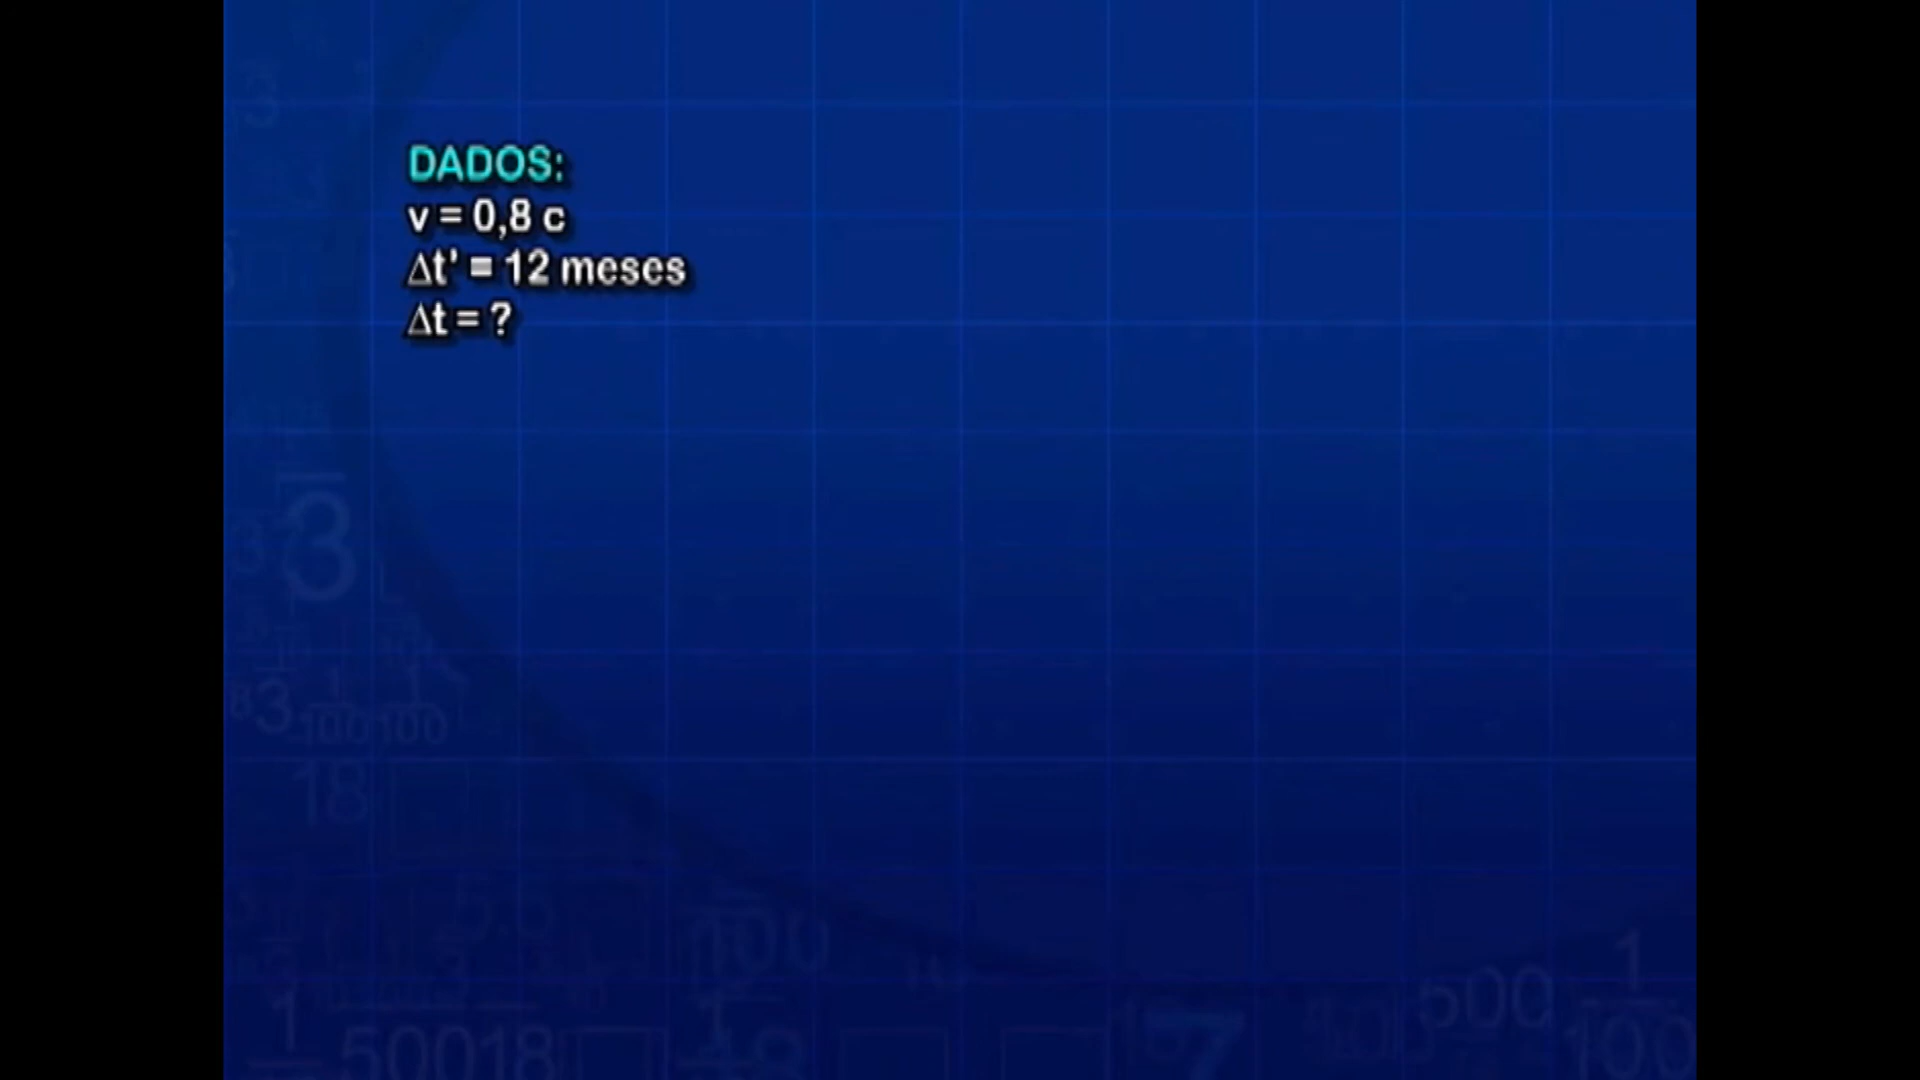 DADOS:
v = 0,8 c
Δt' = 12 meses
Δt = ?